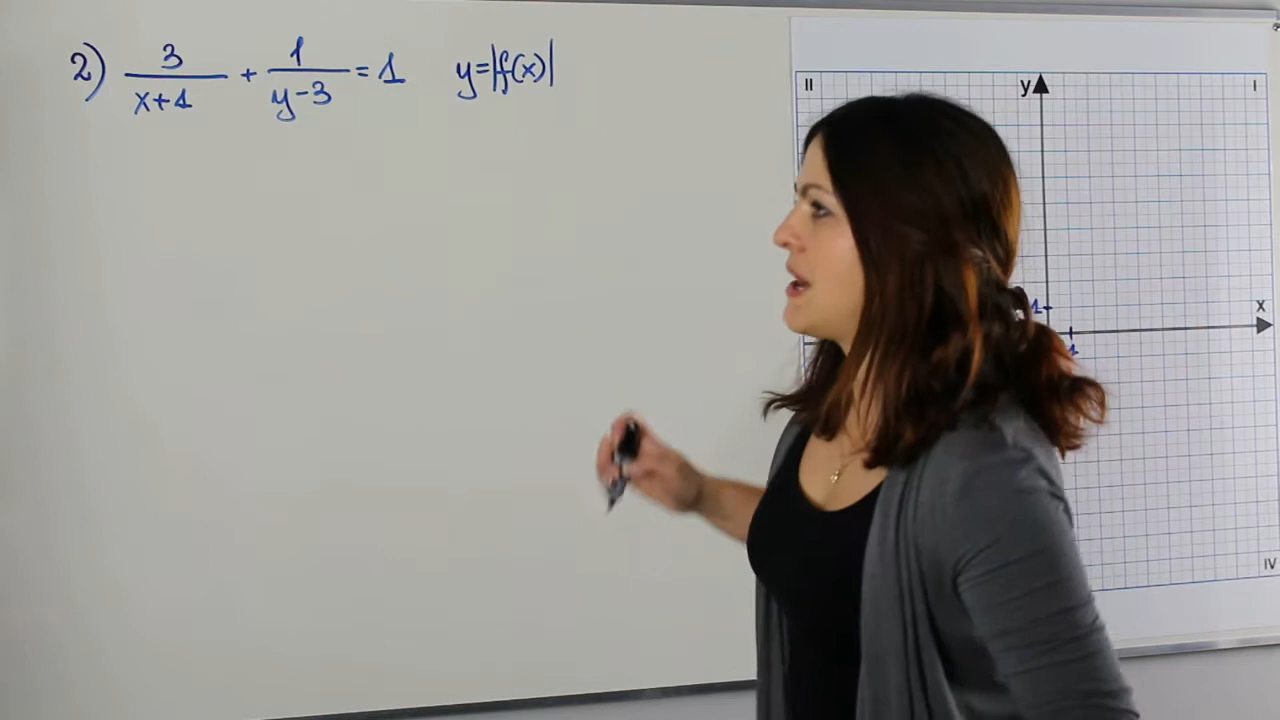 2) 3/(x+1) + 1/(y-3) = 1 y=|f(x)|
II y I
1 x
1
IV